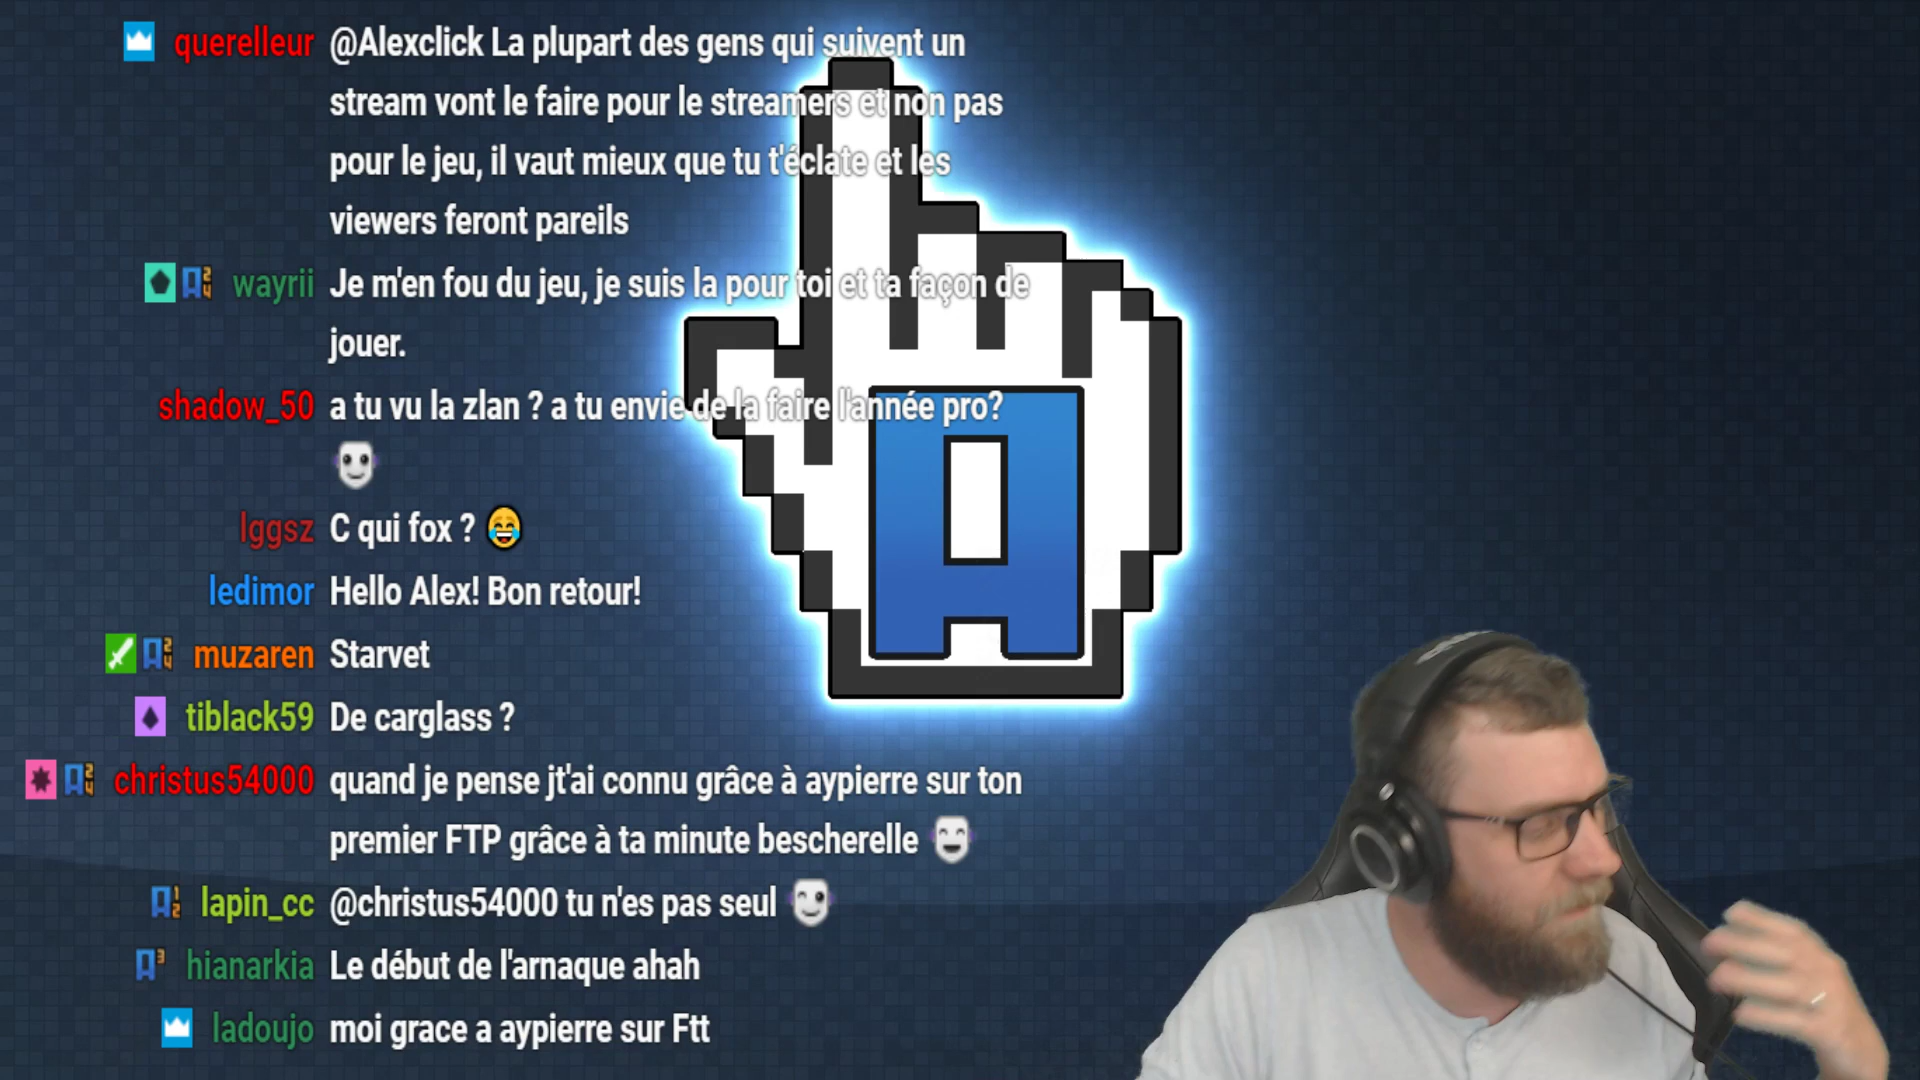 querelleur @Alexclick La plupart des gens qui suivent un
stream vont le faire pour le streamers et non pas
pour le jeu, il vaut mieux que tu t'éclate et les
viewers feront pareils
wayrii Je m'en fou du jeu, je suis la pour toi et ta façon de
jouer.
shadow_50 a tu vu la zlan ? a tu envie de la faire l'année pro?
lggsz C qui fox ? 😂
ledimor Hello Alex! Bon retour!
muzaren Starvet
tiblack59 De carglass ?
christus54000 quand je pense jt'ai connu grâce à aypierre sur ton
premier FTP grâce à ta minute bescherelle
lapin_cc @christus54000 tu n'es pas seul
hianarkia Le début de l'arnaque ahah
ladoujo moi grace a aypierre sur Ftt
A